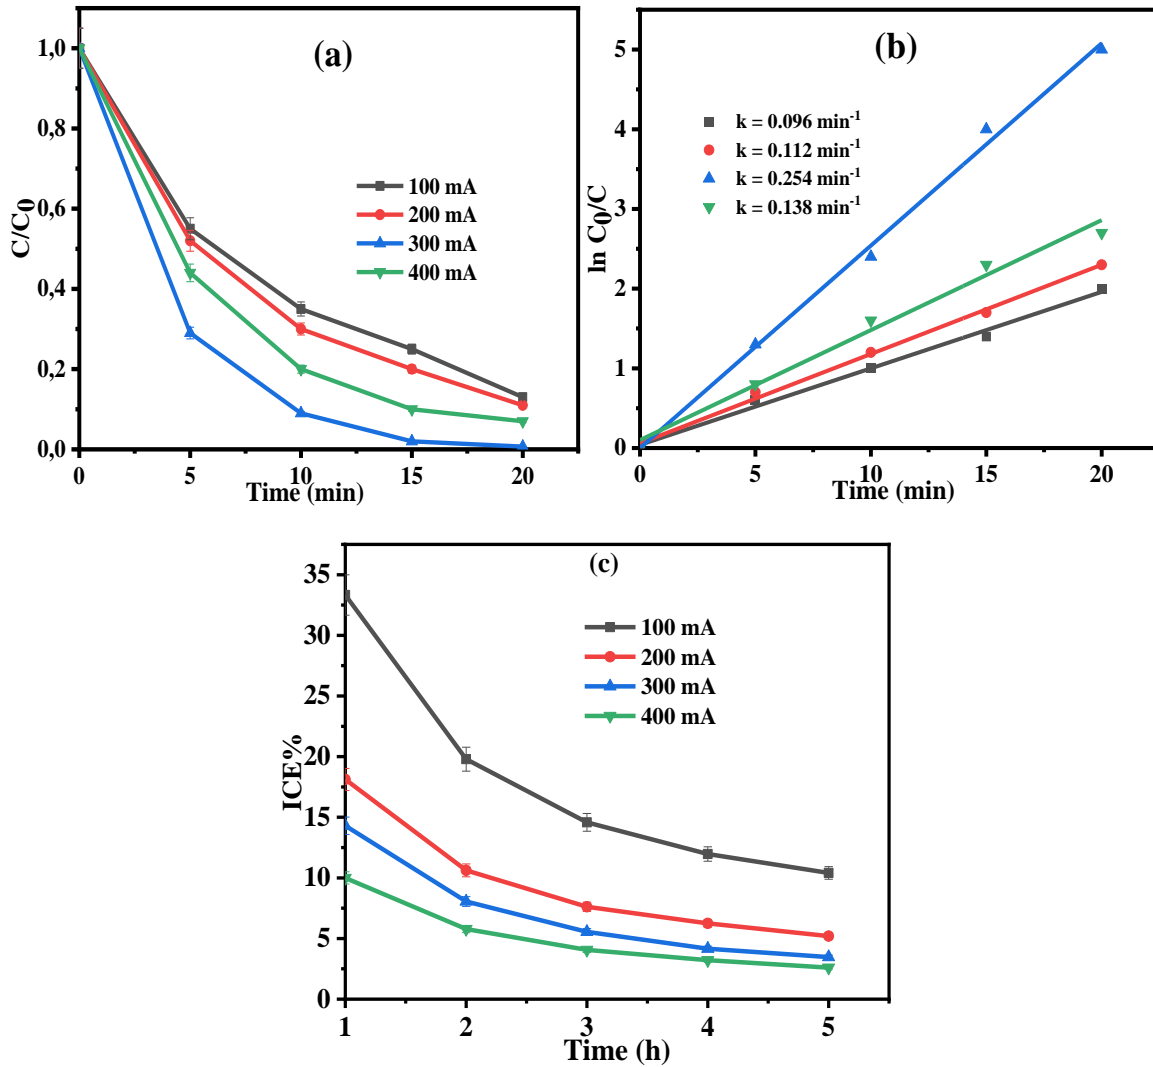 (a)
C/C0
1,0
0,8
0,6
0,4
0,2
0,0
100 mA
200 mA
300 mA
400 mA
0 5 10 15 20
Time (min)
(b)
ln C0/C
5
4
3
2
1
0
k = 0.096 min-1
k = 0.112 min-1
k = 0.254 min-1
k = 0.138 min-1
0 5 10 15 20
Time (min)
(c)
ICE%
35
30
25
20
15
10
5
0
100 mA
200 mA
300 mA
400 mA
1 2 3 4 5
Time (h)